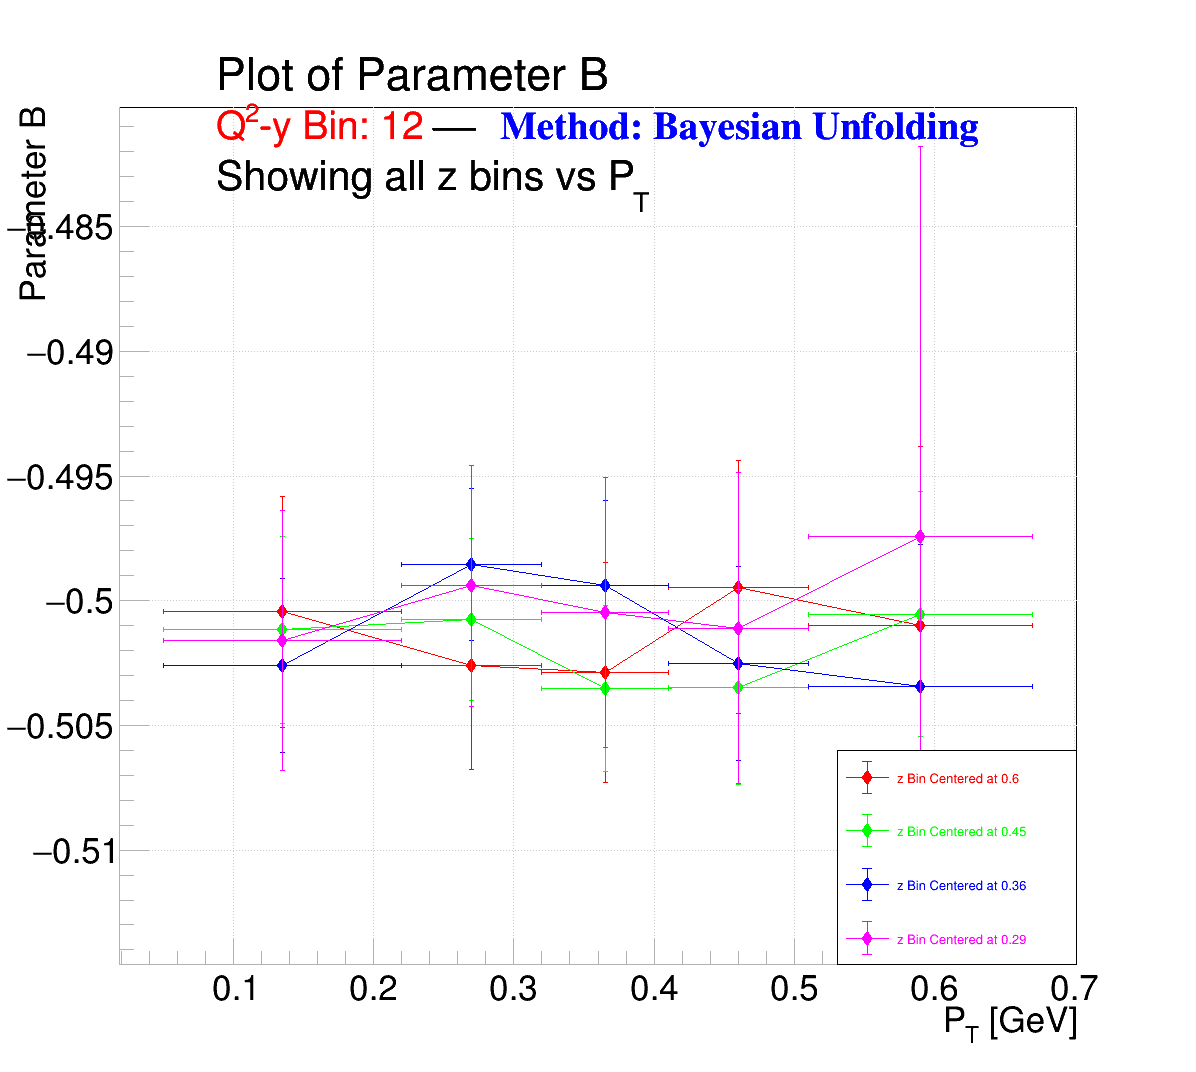 Plot of Parameter B
Q²-y Bin: 12 — Method: Bayesian Unfolding
Showing all z bins vs P_T
Parameter B
−0.485
−0.49
−0.495
−0.5
−0.505
−0.51
z Bin Centered at 0.6
z Bin Centered at 0.45
z Bin Centered at 0.36
z Bin Centered at 0.29
0.1 0.2 0.3 0.4 0.5 0.6 0.7
P_T [GeV]